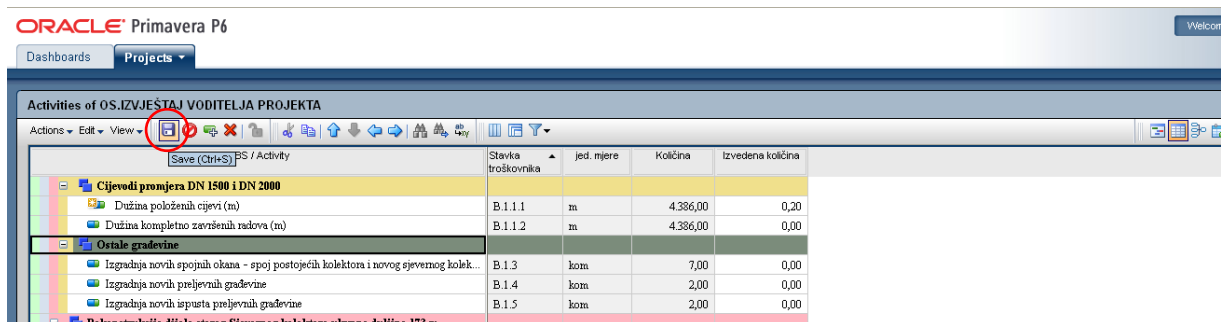 ORACLE Primavera P6
Welcom
Dashboards Projects
Activities of OS.IZVJEŠTAJ VODITELJA PROJEKTA
Actions Edit View
Save (Ctrl+S) BS / Activity Stavka troškovnika jed. mjere Količina Izvedena količina
Cijevodi promjera DN 1500 i DN 2000
Dužina položenih cijevi (m) B.1.1.1 m 4.386,00 0,20
Dužina kompletno završenih radova (m) B.1.1.2 m 4.386,00 0,00
Ostale građevine
Izgradnja novih spojnih okana - spoj postojećih kolektora i novog sjevernog kolek... B.1.3 kom 7,00 0,00
Izgradnja novih preljevnih građevine B.1.4 kom 2,00 0,00
Izgradnja novih ispusta preljevnih građevine B.1.5 kom 2,00 0,00